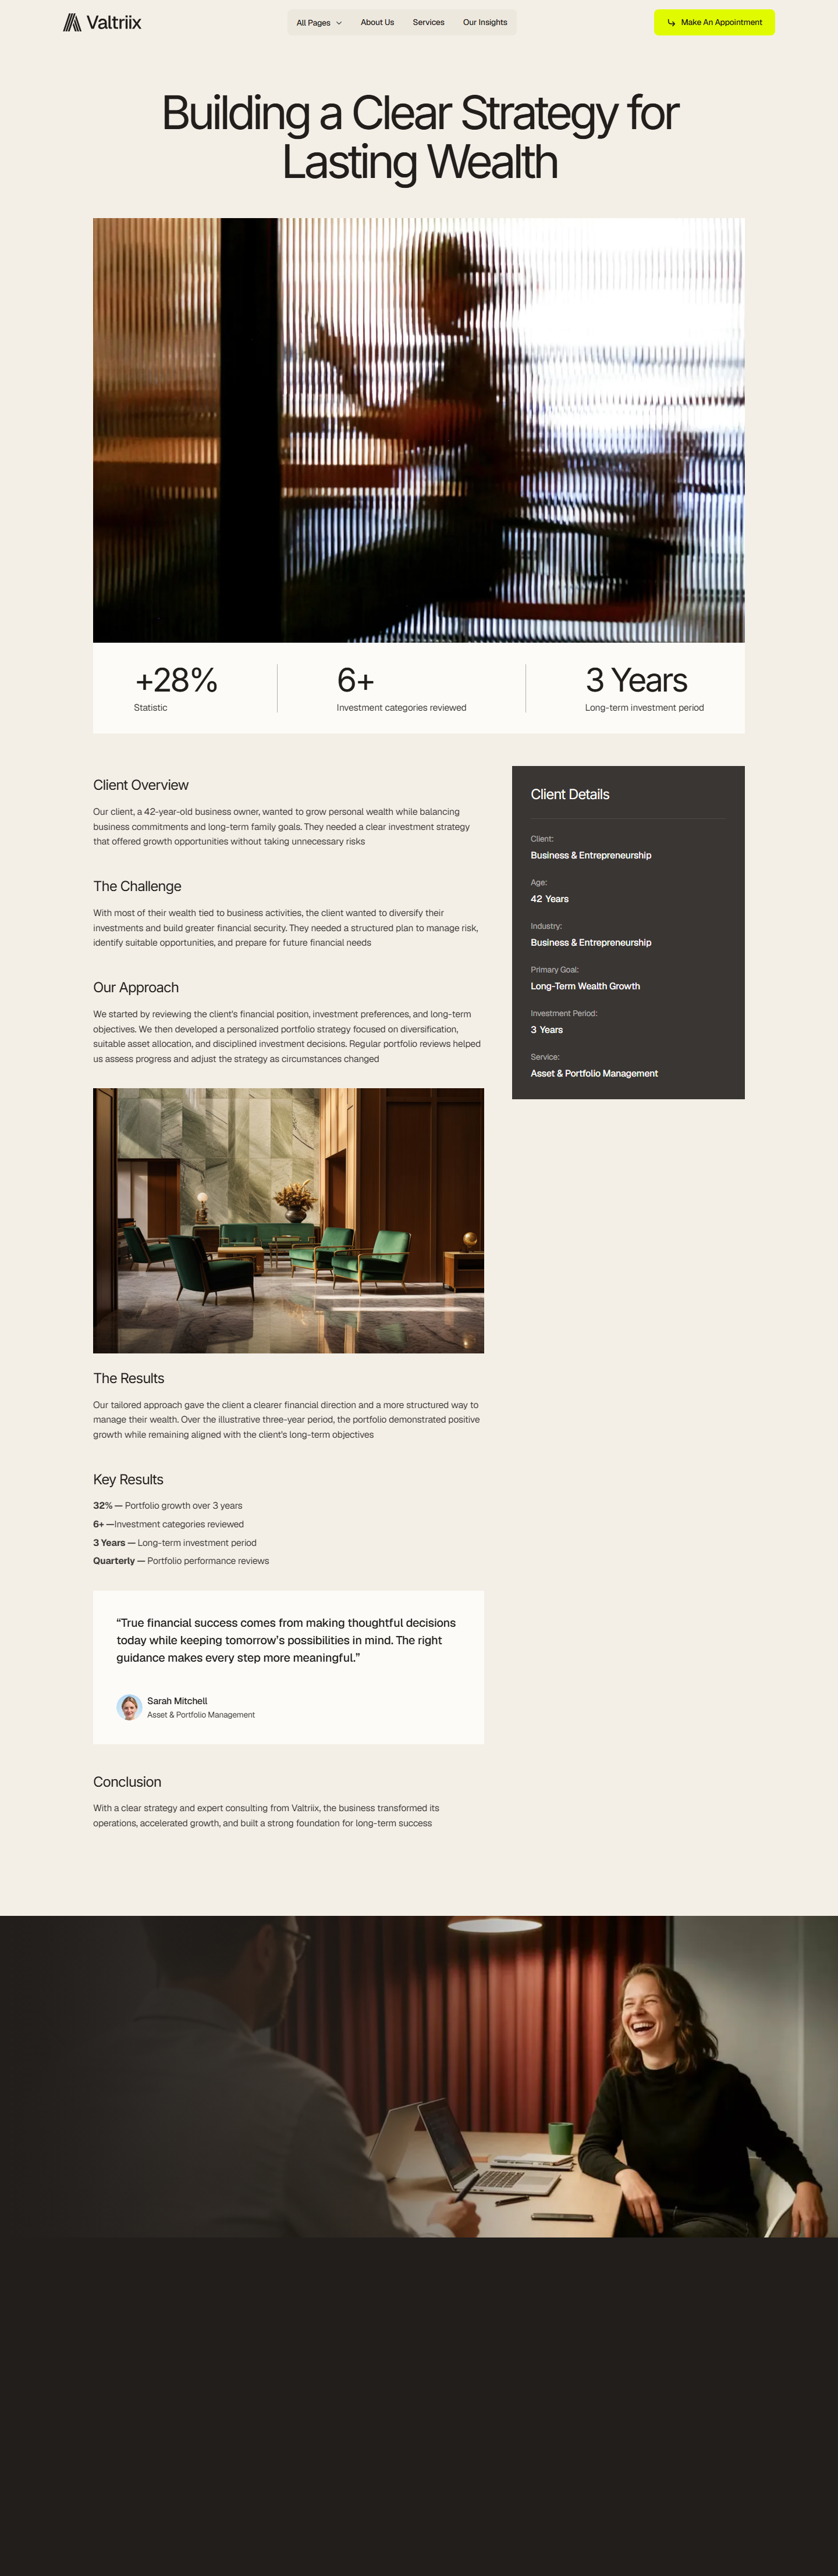 Valtriix
All Pages
About Us
Services
Our Insights
Make An Appointment
Building a Clear Strategy for
Lasting Wealth
+28%
Statistic
6+
Investment categories reviewed
3 Years
Long-term investment period
Client Overview
Our client, a 42-year-old business owner, wanted to grow personal wealth while balancing
business commitments and long-term family goals. They needed a clear investment strategy
that offered growth opportunities without taking unnecessary risks
The Challenge
With most of their wealth tied to business activities, the client wanted to diversify their
investments and build greater financial security. They needed a structured plan to manage risk,
identify suitable opportunities, and prepare for future financial needs
Our Approach
We started by reviewing the client's financial position, investment preferences, and long-term
objectives. We then developed a personalized portfolio strategy focused on diversification,
suitable asset allocation, and disciplined investment decisions. Regular portfolio reviews helped
us assess progress and adjust the strategy as circumstances changed
The Results
Our tailored approach gave the client a clearer financial direction and a more structured way to
manage their wealth. Over the illustrative three-year period, the portfolio demonstrated positive
growth while remaining aligned with the client's long-term objectives
Key Results
32% — Portfolio growth over 3 years
6+ —Investment categories reviewed
3 Years — Long-term investment period
Quarterly — Portfolio performance reviews
“True financial success comes from making thoughtful decisions
today while keeping tomorrow’s possibilities in mind. The right
guidance makes every step more meaningful.”
Sarah Mitchell
Asset & Portfolio Management
Conclusion
With a clear strategy and expert consulting from Valtriix, the business transformed its
operations, accelerated growth, and built a strong foundation for long-term success
Client Details
Client:
Business & Entrepreneurship
Age:
42 Years
Industry:
Business & Entrepreneurship
Primary Goal:
Long-Term Wealth Growth
Investment Period:
3 Years
Service:
Asset & Portfolio Management